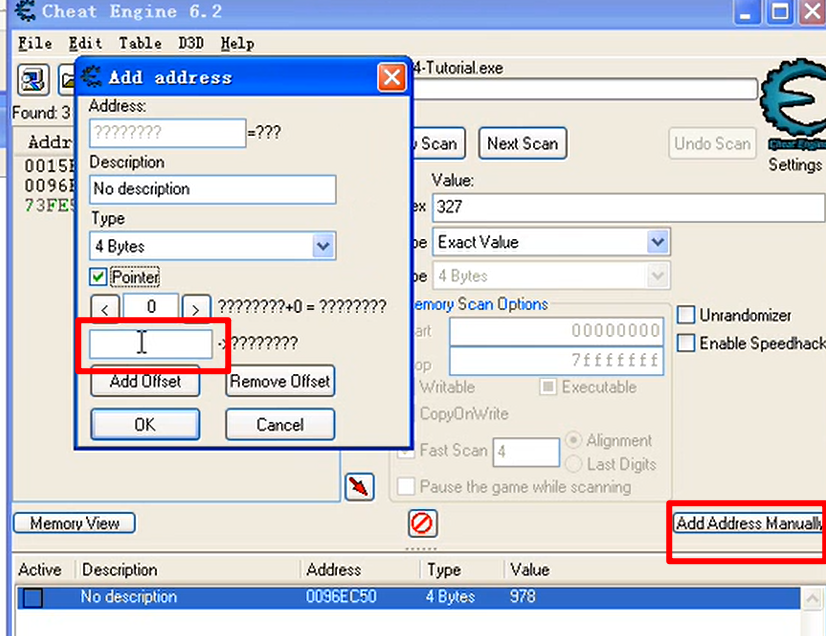 Cheat Engine 6.2
File Edit Table D3D Help
4-Tutorial.exe
Add address
Found: 3
Address:
????????
=???
Description
No description
Type
4 Bytes
Pointer
< 0 > ????????+0 = ????????
->????????
Add Offset Remove Offset
OK Cancel
Addr
0015
0096
73FE
Scan Next Scan Undo Scan
Cheat Engine
Settings
Value:
327
Exact Value
4 Bytes
emory Scan Options
00000000
7fffffff
Writable Executable
CopyOnWrite
Fast Scan 4 Alignment
Last Digits
Pause the game while scanning
Unrandomizer
Enable Speedhack
Memory View
Add Address Manually
Active Description Address Type Value
No description 0096EC50 4 Bytes 978